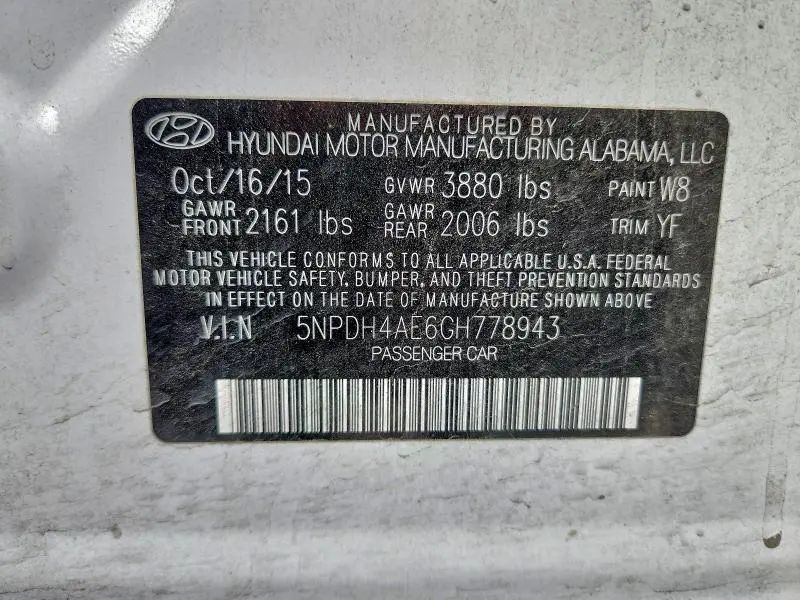 MANUFACTURED BY
HYUNDAI MOTOR MANUFACTURING ALABAMA, LLC
Oct/16/15 GVWR 3880 lbs PAINT W8
GAWR FRONT 2161 lbs GAWR REAR 2006 lbs TRIM YF
THIS VEHICLE CONFORMS TO ALL APPLICABLE U.S.A. FEDERAL
MOTOR VEHICLE SAFETY, BUMPER, AND THEFT PREVENTION STANDARDS
IN EFFECT ON THE DATE OF MANUFACTURE SHOWN ABOVE
V.I.N 5NPDH4AE6GH778943
PASSENGER CAR